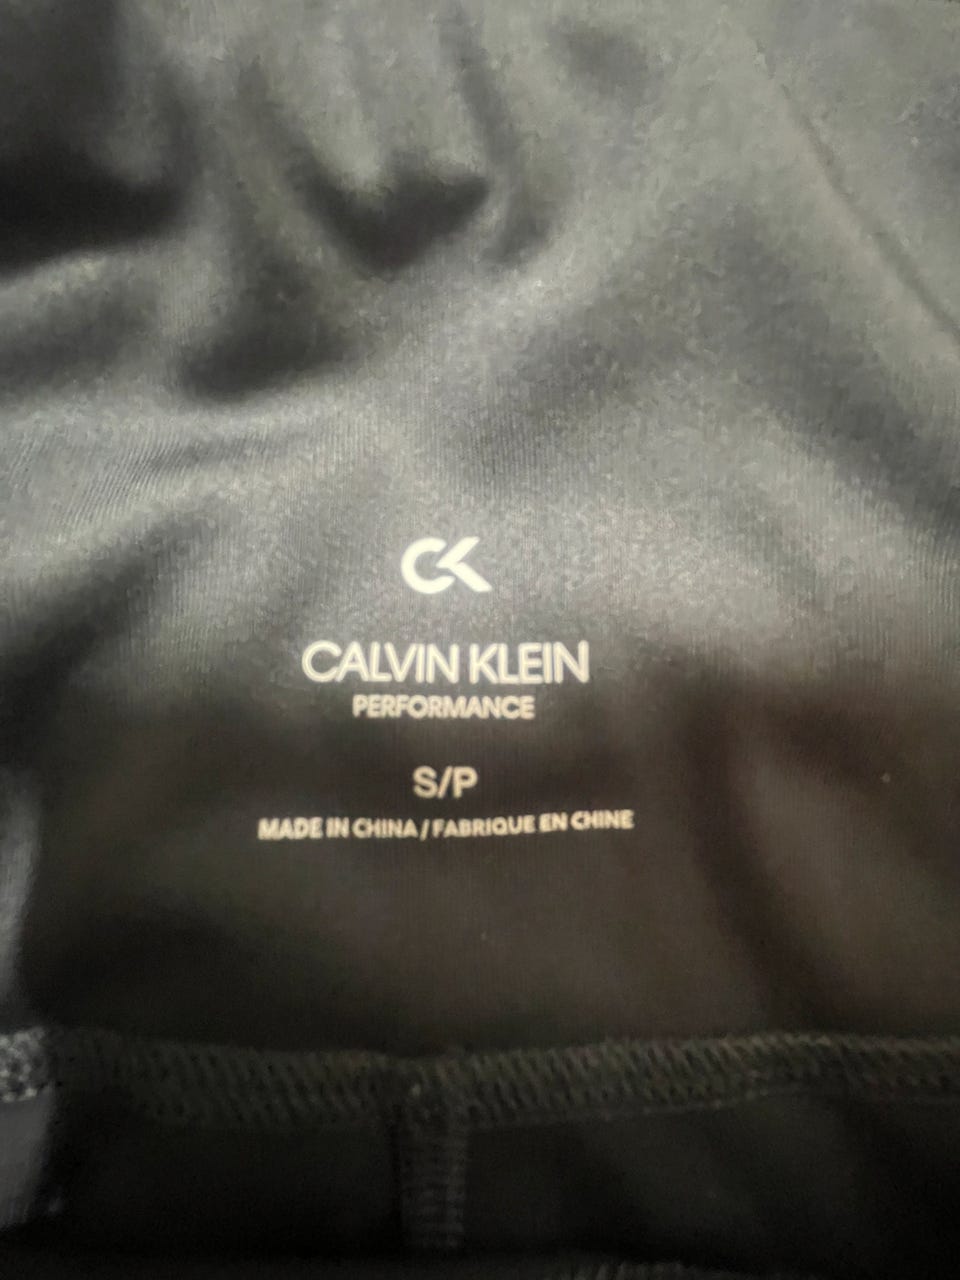 CK
CALVIN KLEIN
PERFORMANCE
S/P
MADE IN CHINA / FABRIQUE EN CHINE